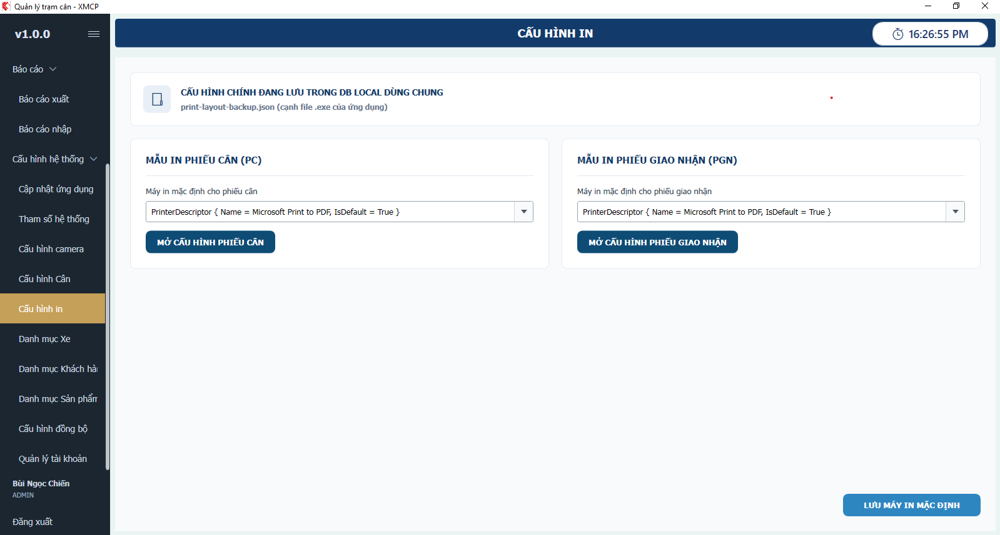 Quản lý trạm cân - XMCP
v1.0.0
CẤU HÌNH IN
16:26:55 PM
Báo cáo
Báo cáo xuất
Báo cáo nhập
Cấu hình hệ thống
Cập nhật ứng dụng
Tham số hệ thống
Cấu hình camera
Cấu hình Cân
Cấu hình in
Danh mục Xe
Danh mục Khách hàn
Danh mục Sản phẩm
Cấu hình đồng bộ
Quản lý tài khoản
Bùi Ngọc Chiến
ADMIN
Đăng xuất
CẤU HÌNH CHÍNH ĐANG LƯU TRONG DB LOCAL DÙNG CHUNG
print-layout-backup.json (cạnh file .exe của ứng dụng)
MẪU IN PHIẾU CÂN (PC)
Máy in mặc định cho phiếu cân
PrinterDescriptor { Name = Microsoft Print to PDF, IsDefault = True }
MỞ CẤU HÌNH PHIẾU CÂN
MẪU IN PHIẾU GIAO NHẬN (PGN)
Máy in mặc định cho phiếu giao nhận
PrinterDescriptor { Name = Microsoft Print to PDF, IsDefault = True }
MỞ CẤU HÌNH PHIẾU GIAO NHẬN
LƯU MÁY IN MẶC ĐỊNH